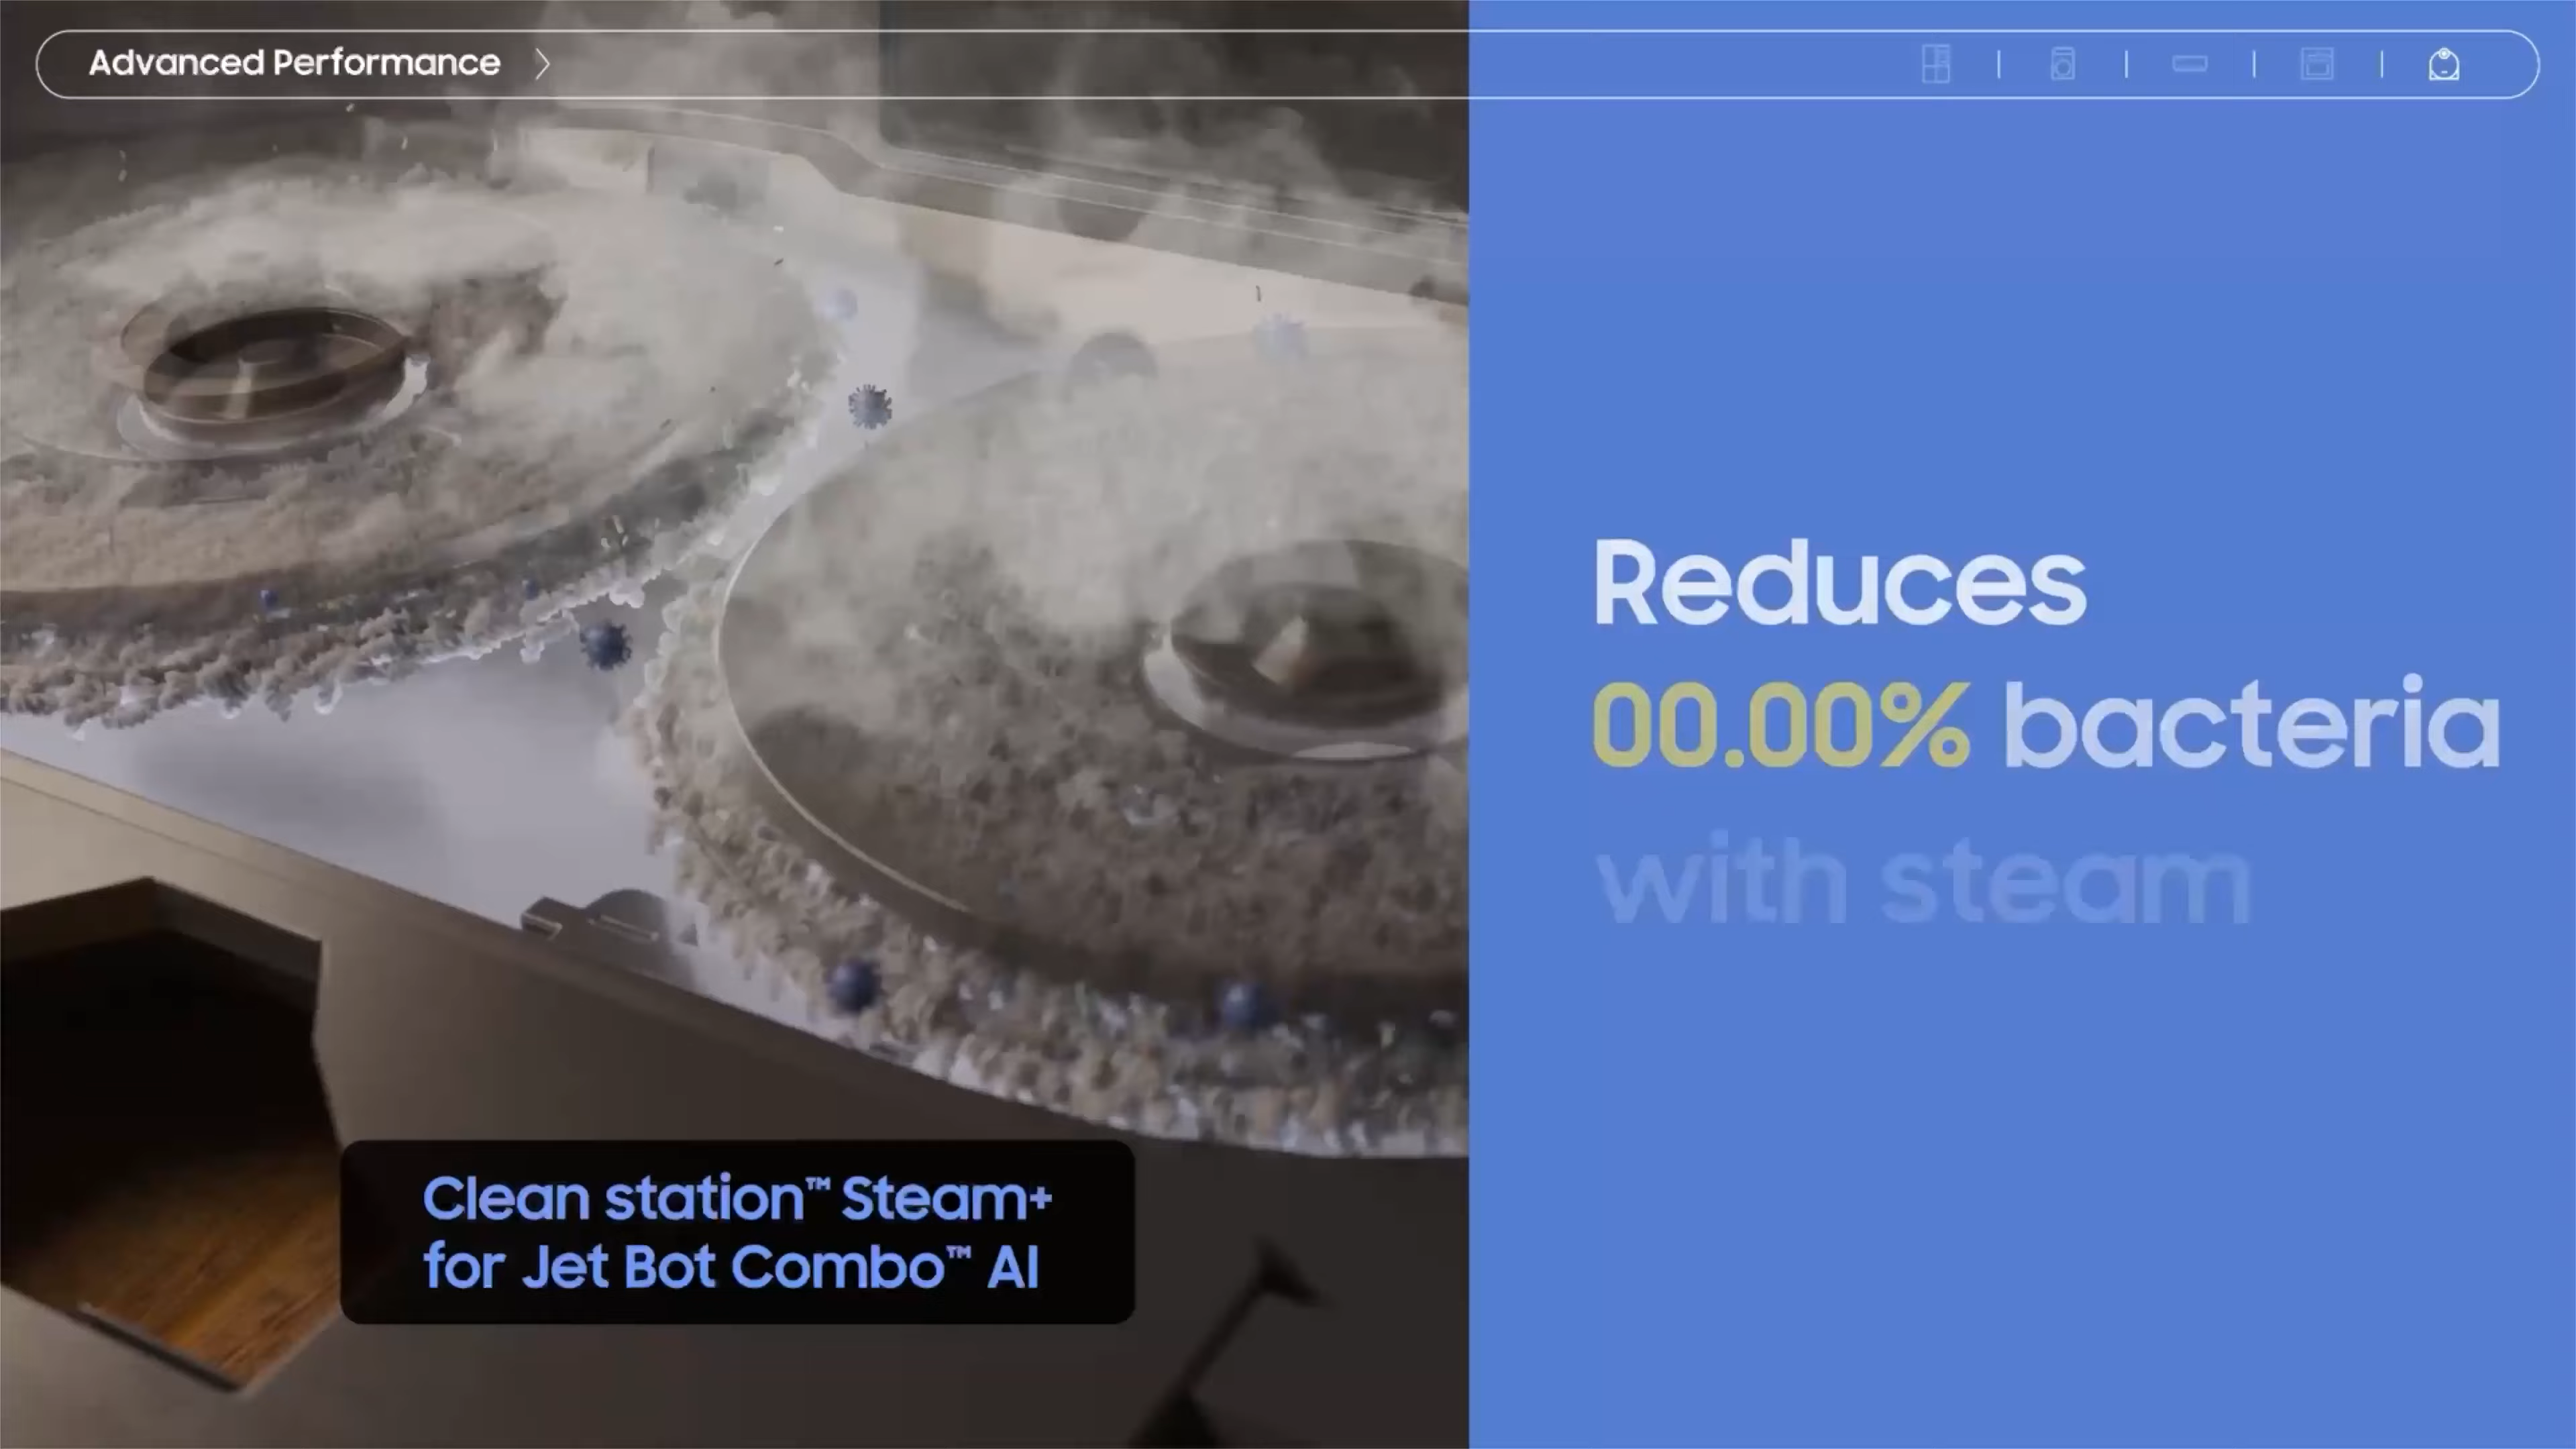 Advanced Performance
Reduces
00.00% bacteria
with steam
Clean station™ Steam+
for Jet Bot Combo™ AI